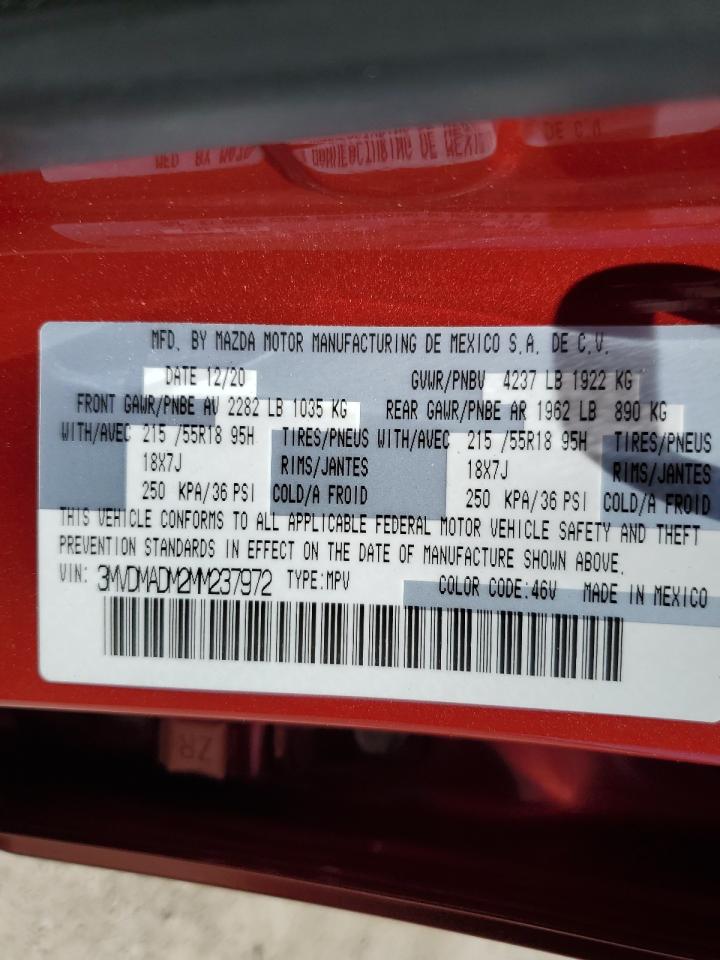 MFD. BY MAZDA MOTOR MANUFACTURING DE MEXICO S.A. DE C.V.
DATE 12/20 GVWR/PNBV 4237 LB 1922 KG
FRONT GAWR/PNBE AV 2282 LB 1035 KG REAR GAWR/PNBE AR 1962 LB 890 KG
WITH/AVEC 215 /55R18 95H TIRES/PNEUS WITH/AVEC 215 /55R18 95H TIRES/PNEUS
18X7J RIMS/JANTES 18X7J RIMS/JANTES
250 KPA/36 PSI COLD/A FROID 250 KPA/36 PSI COLD/A FROID
THIS VEHICLE CONFORMS TO ALL APPLICABLE FEDERAL MOTOR VEHICLE SAFETY AND THEFT
PREVENTION STANDARDS IN EFFECT ON THE DATE OF MANUFACTURE SHOWN ABOVE.
VIN: 3MVDMADM2MM237972 TYPE:MPV COLOR CODE:46V MADE IN MEXICO
ZR